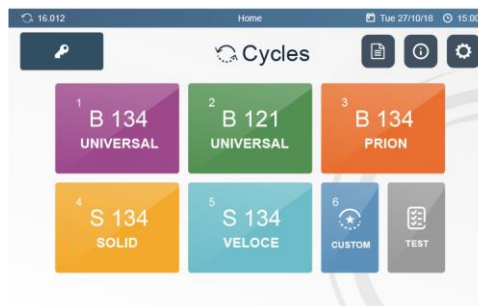 16.012 Home Tue 27/10/18 15:00
Cycles
1 2 3
B 134 B 121 B 134
UNIVERSAL UNIVERSAL PRION
4 5 6
S 134 S 134
SOLID VELOCE CUSTOM TEST